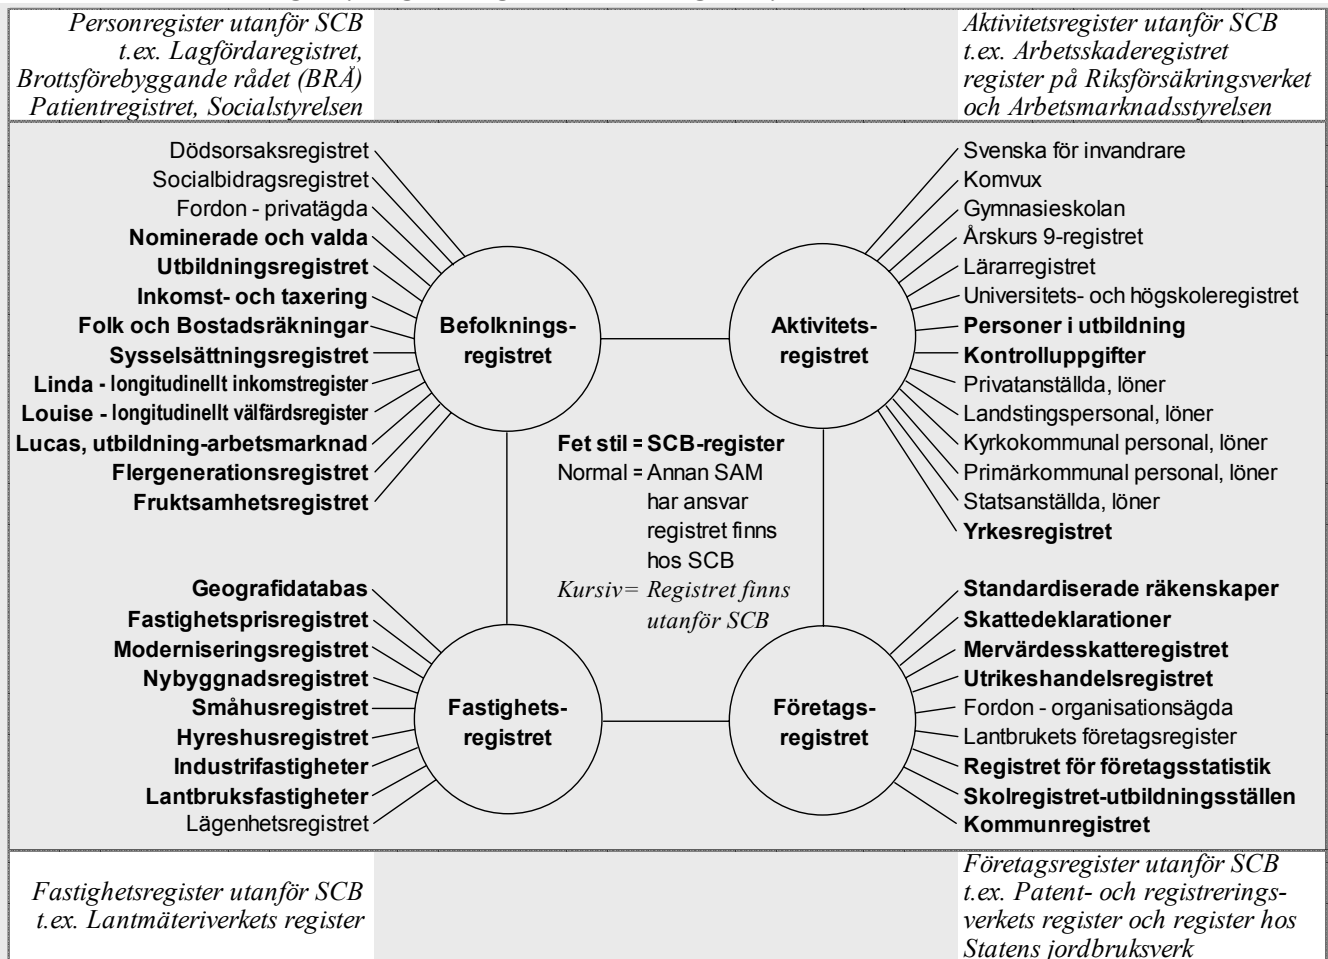 Personregister utanför SCB
t.ex. Lagfördaregistret,
Brottsförebyggande rådet (BRÅ)
Patientregistret, Socialstyrelsen
Aktivitetsregister utanför SCB
t.ex. Arbetsskaderegistret
register på Riksförsäkringsverket
och Arbetsmarknadsstyrelsen
Dödsorsaksregistret
Socialbidragsregistret
Fordon - privatägda
Nominerade och valda
Utbildningsregistret
Inkomst- och taxering
Folk och Bostadsräkningar
Sysselsättningsregistret
Linda - longitudinellt inkomstregister
Louise - longitudinellt välfärdsregister
Lucas, utbildning-arbetsmarknad
Flergenerationsregistret
Fruktsamhetsregistret
Befolknings-
registret
Aktivitets-
registret
Svenska för invandrare
Komvux
Gymnasieskolan
Årskurs 9-registret
Lärarregistret
Universitets- och högskoleregistret
Personer i utbildning
Kontrolluppgifter
Privatanställda, löner
Landstingspersonal, löner
Kyrkokommunal personal, löner
Primärkommunal personal, löner
Statsanställda, löner
Yrkesregistret
Fet stil = SCB-register
Normal = Annan SAM
har ansvar
registret finns
hos SCB
Kursiv= Registret finns
utanför SCB
Geografidatabas
Fastighetsprisregistret
Moderniseringsregistret
Nybyggnadsregistret
Småhusregistret
Hyreshusregistret
Industrifastigheter
Lantbruksfastigheter
Lägenhetsregistret
Fastighets-
registret
Företags-
registret
Standardiserade räkenskaper
Skattedeklarationer
Mervärdesskatteregistret
Utrikeshandelsregistret
Fordon - organisationsägda
Lantbrukets företagsregister
Registret för företagsstatistik
Skolregistret-utbildningsställen
Kommunregistret
Fastighetsregister utanför SCB
t.ex. Lantmäteriverkets register
Företagsregister utanför SCB
t.ex. Patent- och registrerings-
verkets register och register hos
Statens jordbruksverk